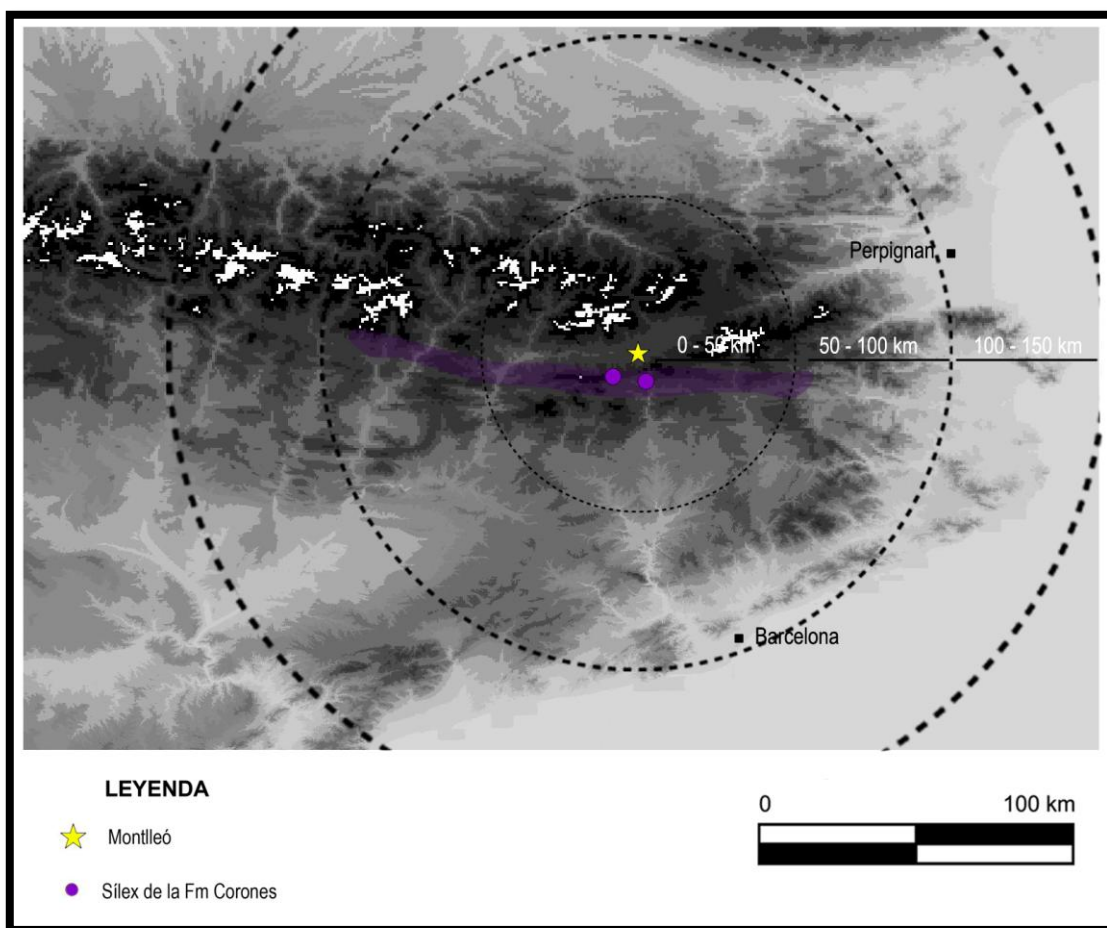 Perpignan
0 - 50 km
50 - 100 km
100 - 150 km
Barcelona
LEYENDA
Montlleó
Sílex de la Fm Corones
0
100 km